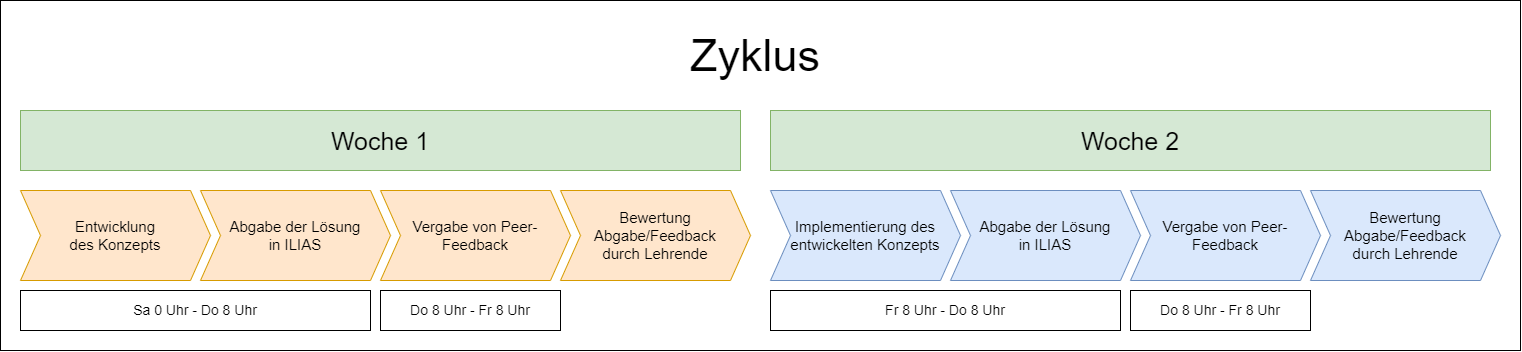 Zyklus
Woche 1
Woche 2
Entwicklung
des Konzepts
Abgabe der Lösung
in ILIAS
Vergabe von Peer-
Feedback
Bewertung
Abgabe/Feedback
durch Lehrende
Implementierung des
entwickelten Konzepts
Abgabe der Lösung
in ILIAS
Vergabe von Peer-
Feedback
Bewertung
Abgabe/Feedback
durch Lehrende
Sa 0 Uhr - Do 8 Uhr
Do 8 Uhr - Fr 8 Uhr
Fr 8 Uhr - Do 8 Uhr
Do 8 Uhr - Fr 8 Uhr